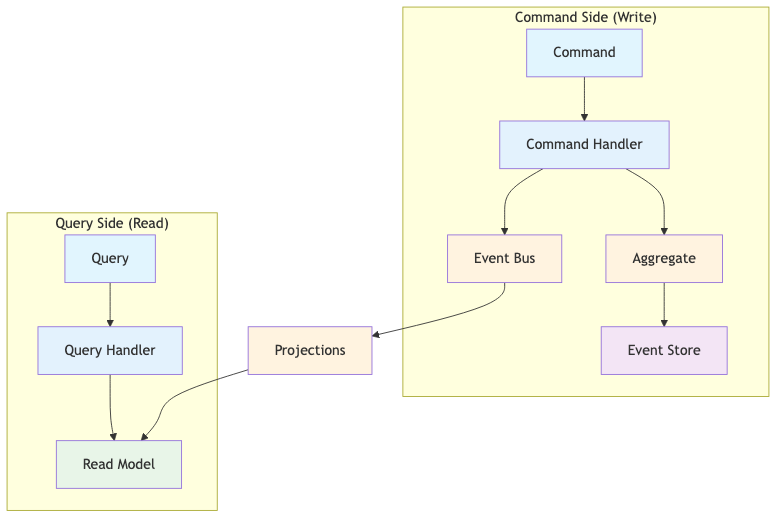 Command Side (Write)
Command
Command Handler
Event Bus
Aggregate
Event Store
Projections
Query Side (Read)
Query
Query Handler
Read Model